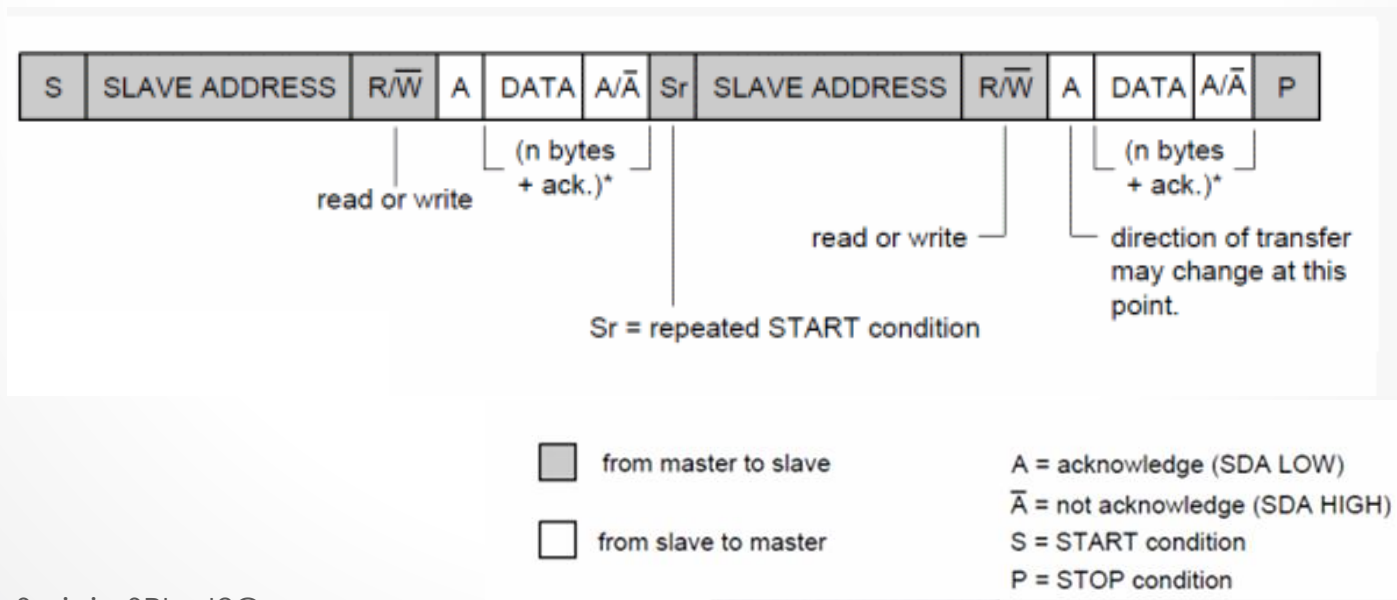 S SLAVE ADDRESS R/W̅ A DATA A/A̅ Sr SLAVE ADDRESS R/W̅ A DATA A/A̅ P
(n bytes
+ ack.)*
(n bytes
+ ack.)*
read or write
read or write
direction of transfer
may change at this
point.
Sr = repeated START condition
from master to slave
from slave to master
A = acknowledge (SDA LOW)
A̅ = not acknowledge (SDA HIGH)
S = START condition
P = STOP condition